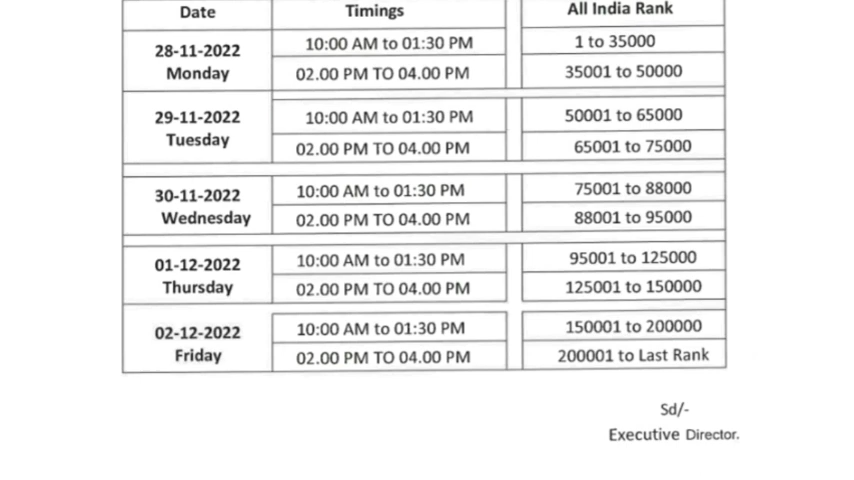 Date Timings All India Rank
28-11-2022 10:00 AM to 01:30 PM 1 to 35000
Monday 02.00 PM TO 04.00 PM 35001 to 50000
29-11-2022 10:00 AM to 01:30 PM 50001 to 65000
Tuesday 02.00 PM TO 04.00 PM 65001 to 75000
30-11-2022 10:00 AM to 01:30 PM 75001 to 88000
Wednesday 02.00 PM TO 04.00 PM 88001 to 95000
01-12-2022 10:00 AM to 01:30 PM 95001 to 125000
Thursday 02.00 PM TO 04.00 PM 125001 to 150000
02-12-2022 10:00 AM to 01:30 PM 150001 to 200000
Friday 02.00 PM TO 04.00 PM 200001 to Last Rank
Sd/-
Executive Director.